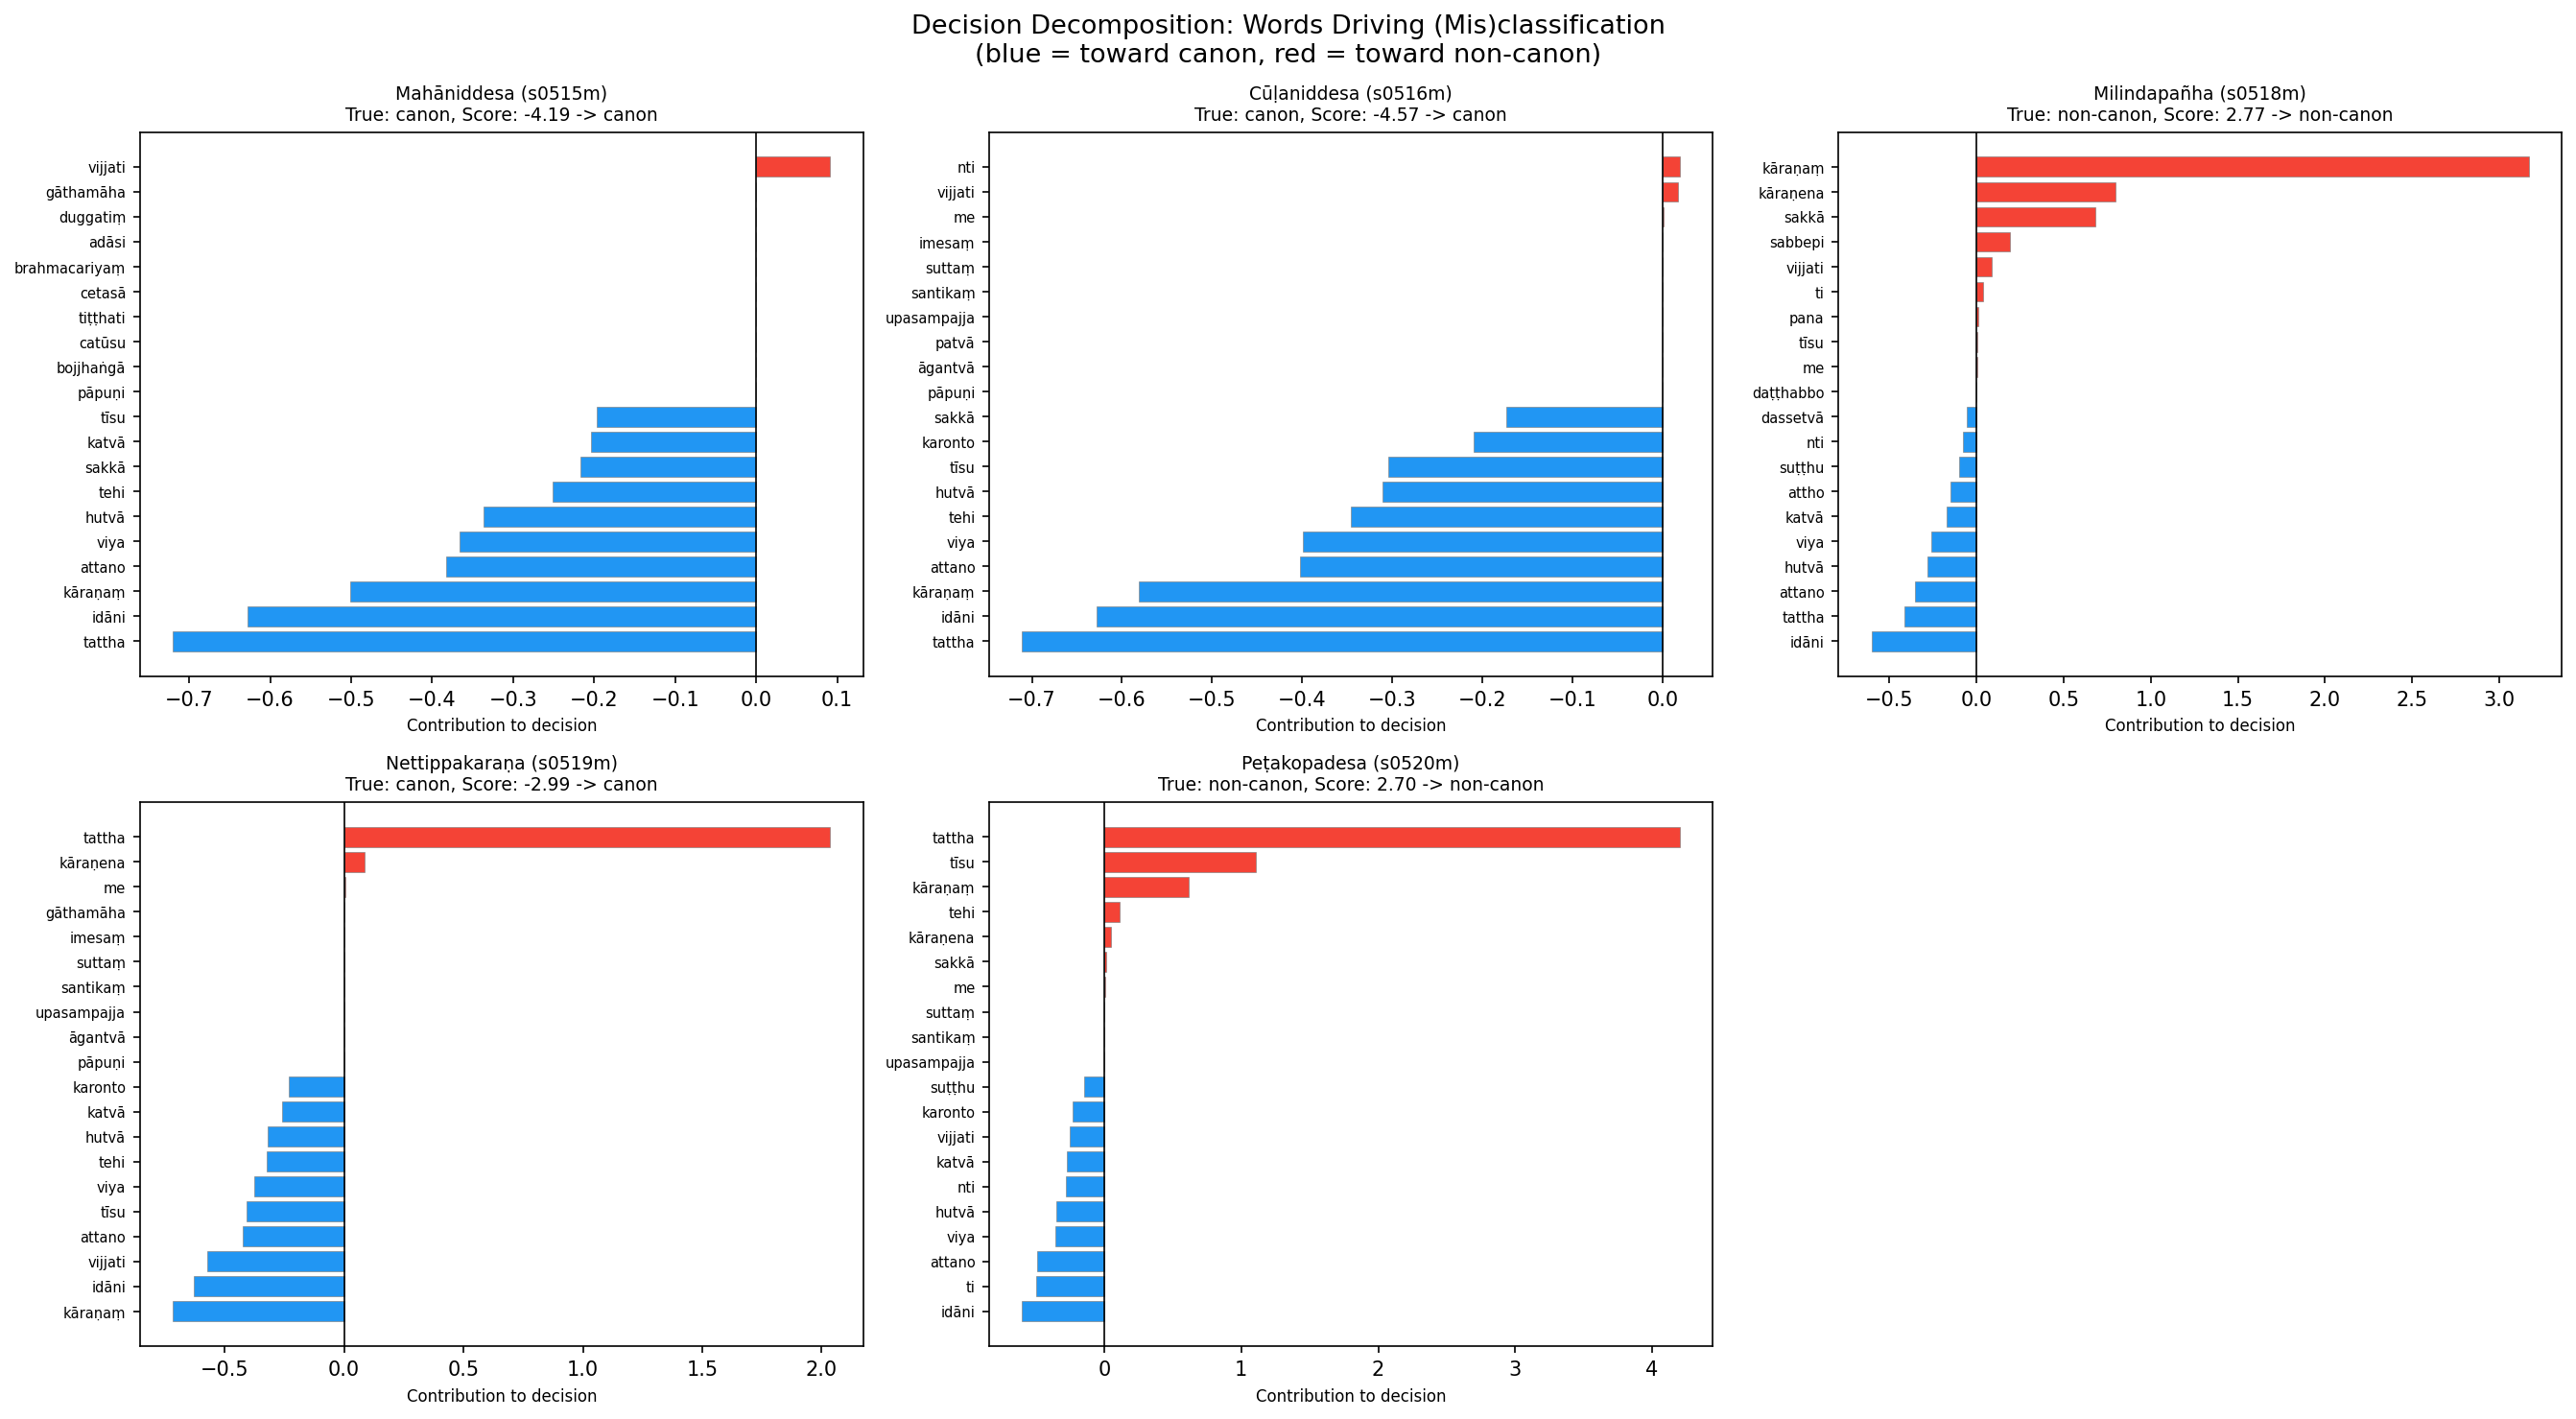 Decision Decomposition: Words Driving (Mis)classification
(blue = toward canon, red = toward non-canon)
Mahāniddesa (s0515m)
True: canon, Score: -4.19 -> canon
vijjati
gāthamāha
duggatiṃ
adāsi
brahmacariyaṃ
cetasā
tiṭṭhati
catūsu
bojjhaṅgā
pāpuṇi
tīsu
katvā
sakkā
tehi
hutvā
viya
attano
kāraṇaṃ
idāni
tattha
−0.7 −0.6 −0.5 −0.4 −0.3 −0.2 −0.1 0.0 0.1
Contribution to decision
Cūḷaniddesa (s0516m)
True: canon, Score: -4.57 -> canon
nti
vijjati
me
imesaṃ
suttaṃ
santikaṃ
upasampajja
patvā
āgantvā
pāpuṇi
sakkā
karonto
tīsu
hutvā
tehi
viya
attano
kāraṇaṃ
idāni
tattha
−0.7 −0.6 −0.5 −0.4 −0.3 −0.2 −0.1 0.0
Contribution to decision
Milindapañha (s0518m)
True: non-canon, Score: 2.77 -> non-canon
kāraṇaṃ
kāraṇena
sakkā
sabbepi
vijjati
ti
pana
tīsu
me
daṭṭhabbo
dassetvā
nti
suṭṭhu
attho
katvā
viya
hutvā
attano
tattha
idāni
−0.5 0.0 0.5 1.0 1.5 2.0 2.5 3.0
Contribution to decision
Nettippakaraṇa (s0519m)
True: canon, Score: -2.99 -> canon
tattha
kāraṇena
me
gāthamāha
imesaṃ
suttaṃ
santikaṃ
upasampajja
āgantvā
pāpuṇi
karonto
katvā
hutvā
tehi
viya
tīsu
attano
vijjati
idāni
kāraṇaṃ
−0.5 0.0 0.5 1.0 1.5 2.0
Contribution to decision
Peṭakopadesa (s0520m)
True: non-canon, Score: 2.70 -> non-canon
tattha
tīsu
kāraṇaṃ
tehi
kāraṇena
sakkā
me
suttaṃ
santikaṃ
upasampajja
suṭṭhu
karonto
vijjati
katvā
nti
hutvā
viya
attano
ti
idāni
0 1 2 3 4
Contribution to decision